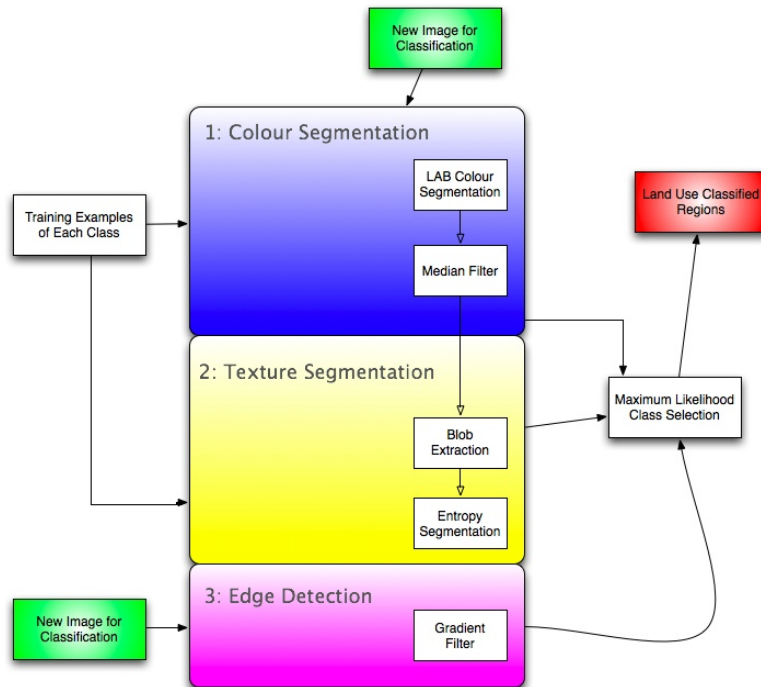 New Image for
Classification
1: Colour Segmentation
LAB Colour
Segmentation
Land Use Classified
Regions
Training Examples
of Each Class
Median Filter
2: Texture Segmentation
Maximum Likelihood
Class Selection
Blob
Extraction
Entropy
Segmentation
3: Edge Detection
New Image for
Classification
Gradient
Filter